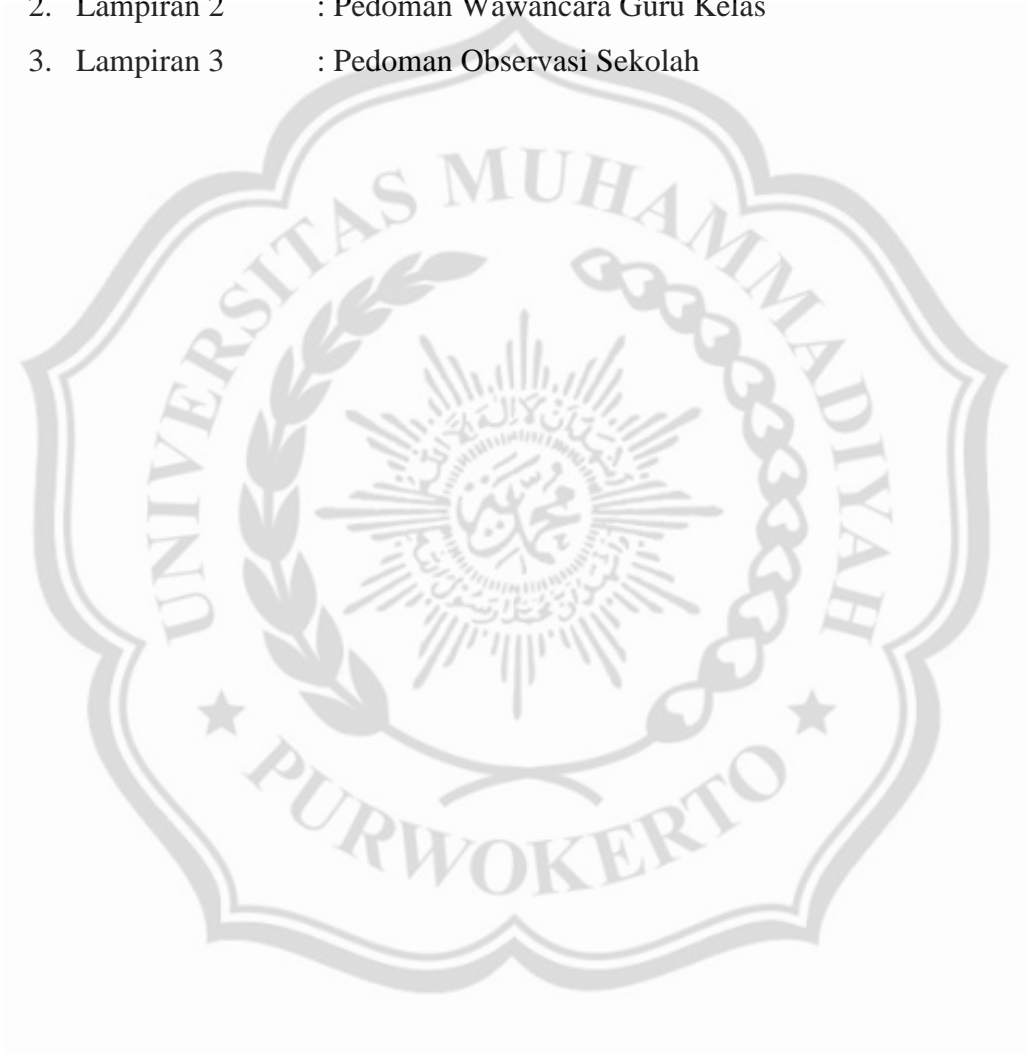 2. Lampiran 2 : Pedoman Wawancara Guru Kelas
3. Lampiran 3 : Pedoman Observasi Sekolah
UNIVERSITAS MUHAMMADIYAH
PURWOKERTO